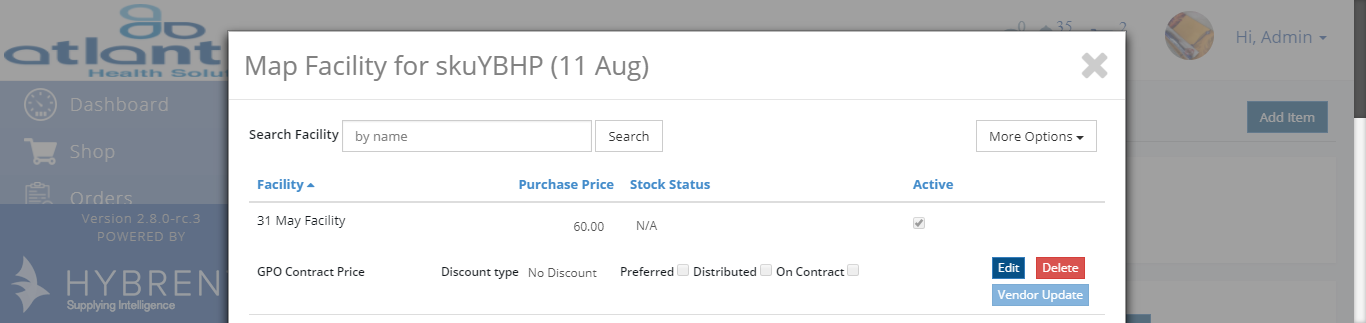 atlant
Health Solu
0 35 2
Hi, Admin
Map Facility for skuYBHP (11 Aug)
Dashboard
Shop
Orders
Version 2.8.0-rc.3
POWERED BY
HYBREN
Supplying Intelligence
Add Item
Search Facility by name Search More Options
Facility Purchase Price Stock Status Active
31 May Facility 60.00 N/A
GPO Contract Price Discount type No Discount Preferred Distributed On Contract Edit Delete
Vendor Update